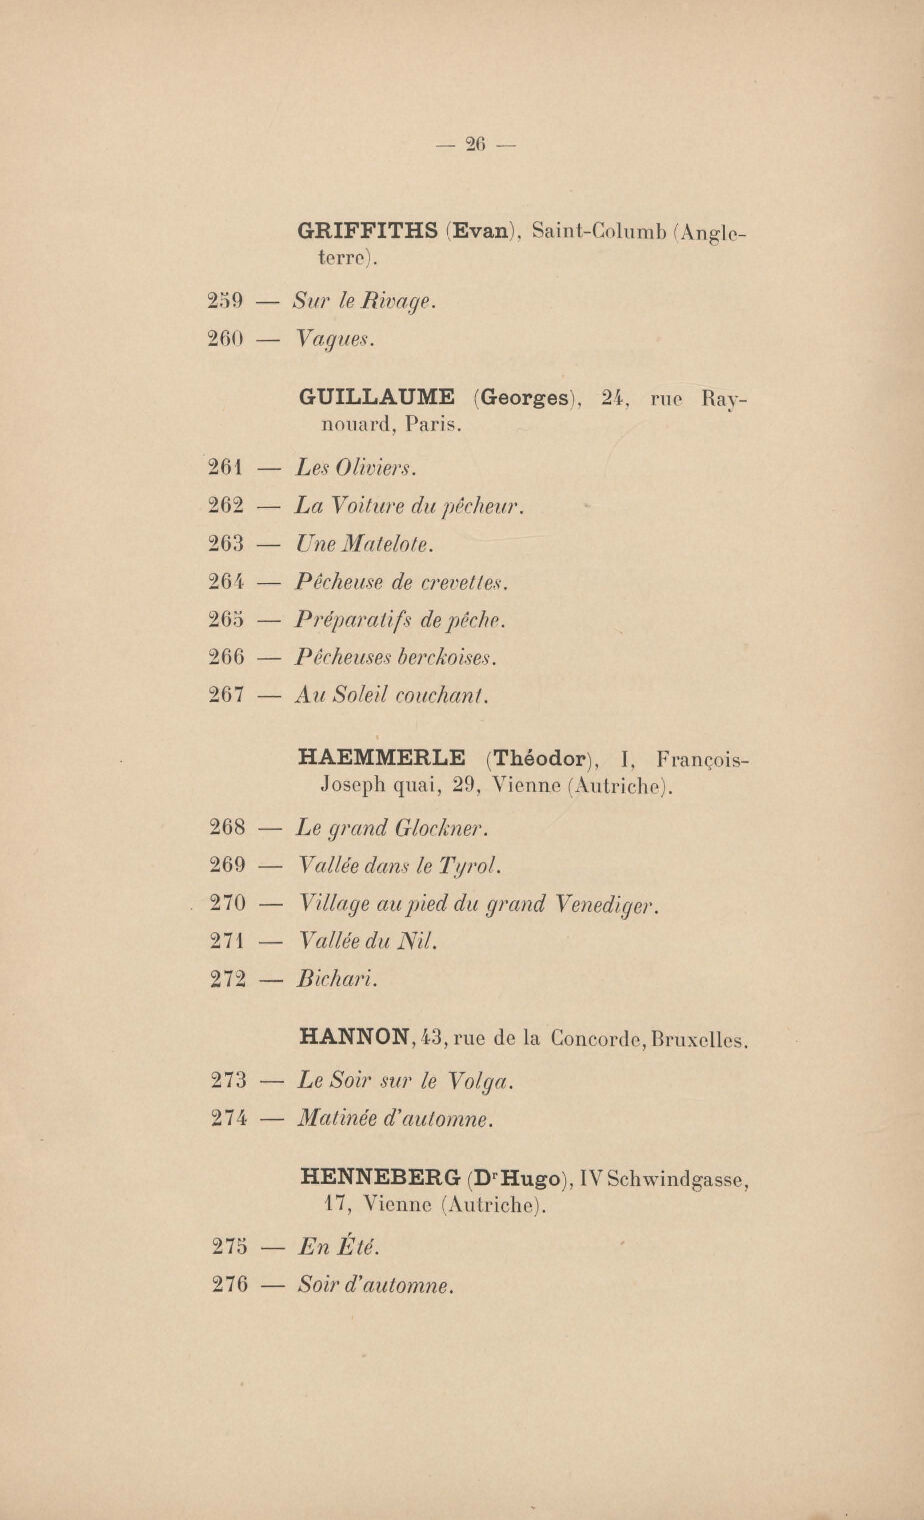 — 26 —
GRIFFITHS (Evan), Saint-Columb (Angle-
terre).
259 — Sur le Rivage.
260 — Vagues.
GUILLAUME (Georges), 24, rue Ray-
nouard, Paris.
261 — Les Oliviers.
262 — La Voiture du pêcheur.
263 — Une Matelote.
264 — Pêcheuse de crevettes.
265 — Préparatifs de pêche.
266 — Pêcheuses berckoises.
267 — Au Soleil couchant.
HAEMMERLE (Théodor), I, François-
Joseph quai, 29, Vienne (Autriche).
268 — Le grand Glockner.
269 — Vallée dans le Tyrol.
270 — Village au pied du grand Venediger.
271 — Vallée du Nil.
272 — Bichari.
HANNON, 43, rue de la Concorde, Bruxelles.
273 — Le Soir sur le Volga.
274 — Matinée d'automne.
HENNEBERG (Dr Hugo), IV Schwindgasse,
17, Vienne (Autriche).
275 — En Été.
276 — Soir d'automne.